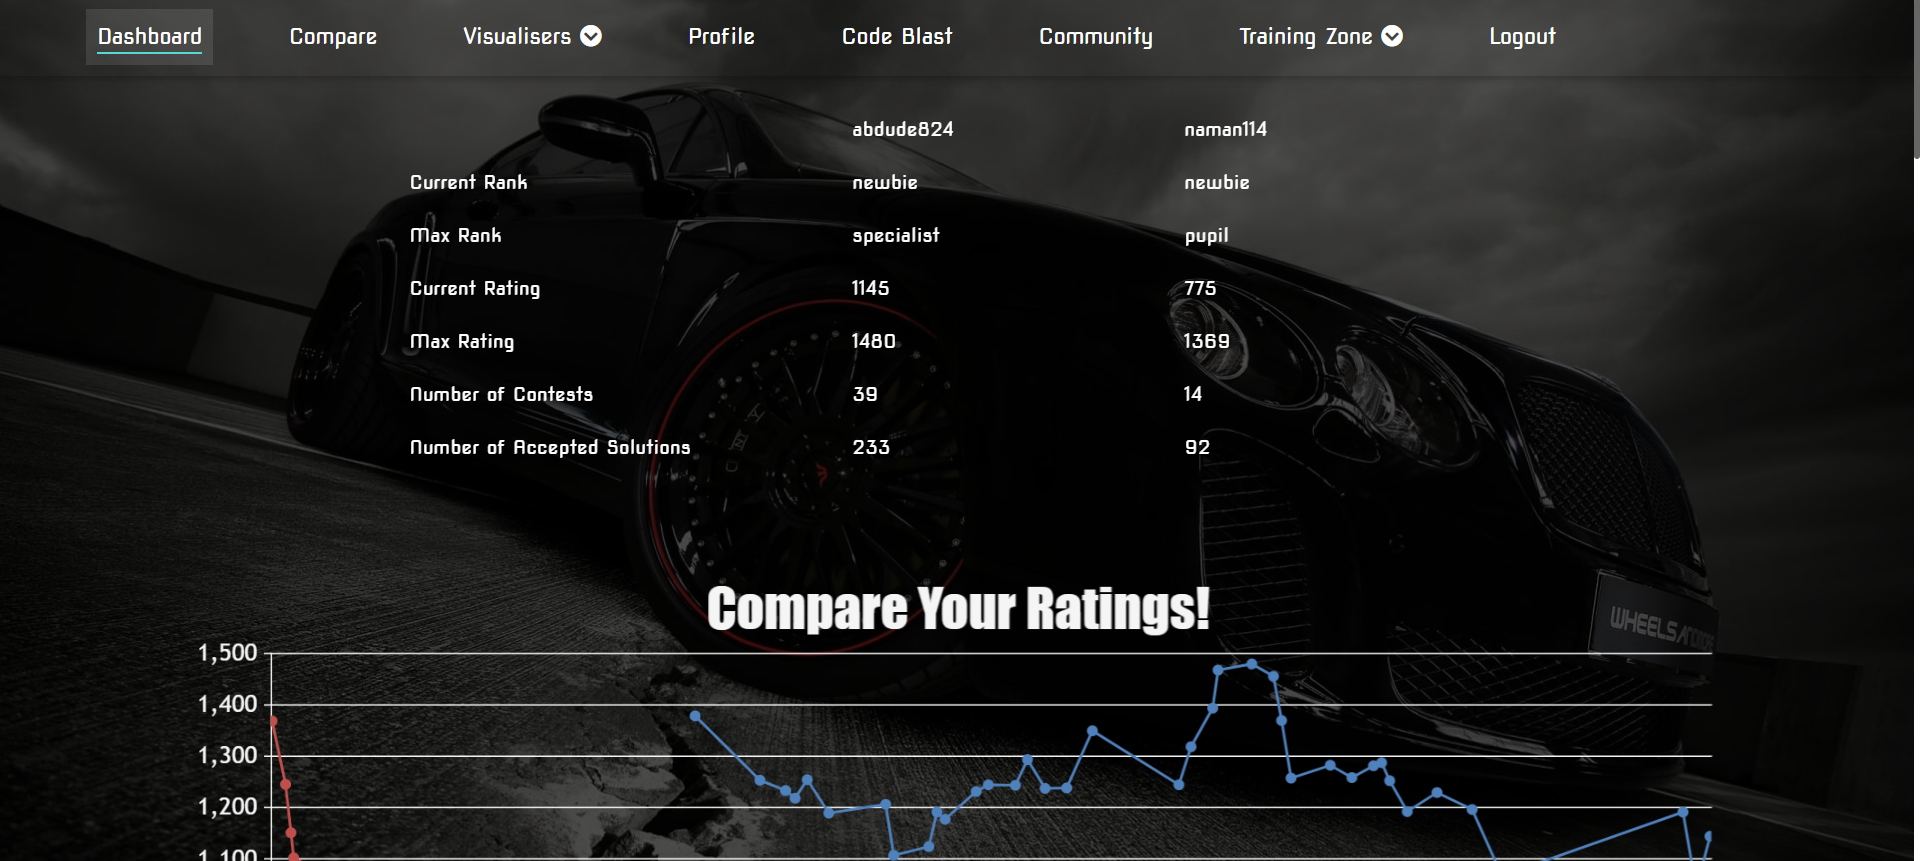 Dashboard Compare Visualisers Profile Code Blast Community Training Zone Logout
abdude824 naman114
Current Rank newbie newbie
Max Rank specialist pupil
Current Rating 1145 775
Max Rating 1480 1369
Number of Contests 39 14
Number of Accepted Solutions 233 92
Compare Your Ratings!
WHEELSANDMORE
1,500
1,400
1,300
1,200
1,100